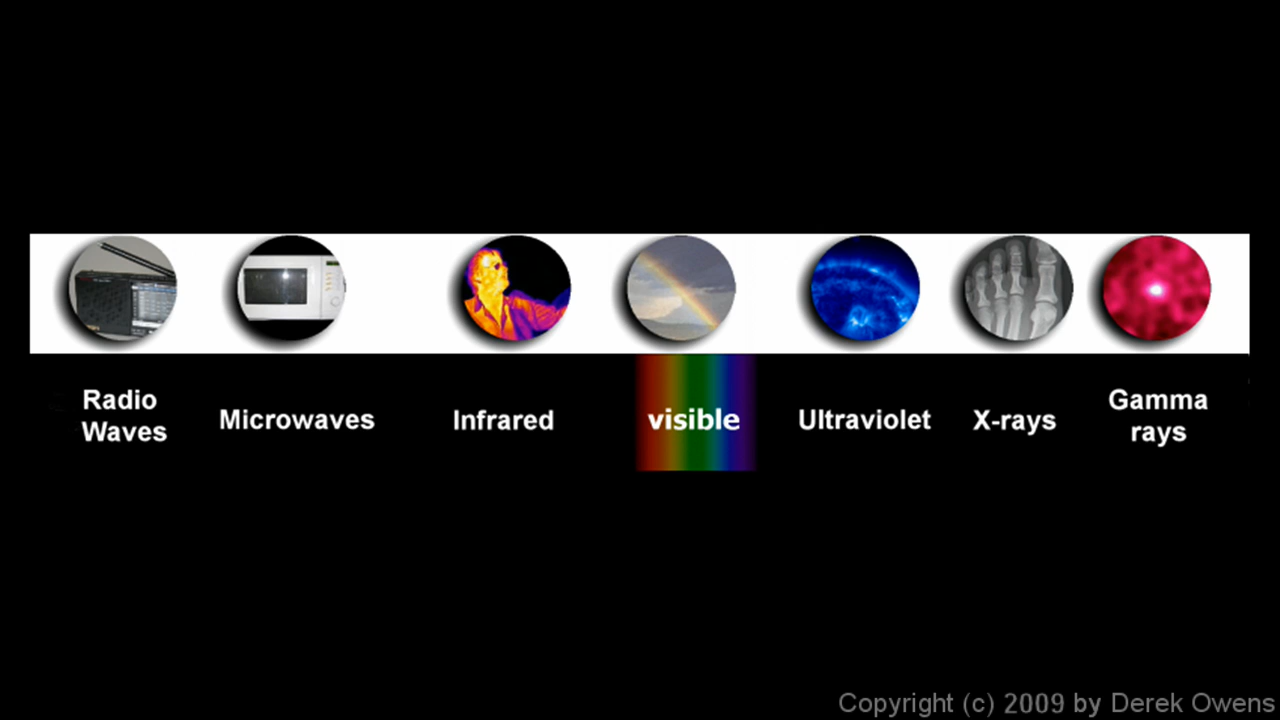 Radio
Waves
Microwaves
Infrared
visible
Ultraviolet
X-rays
Gamma
rays
Copyright (c) 2009 by Derek Owens